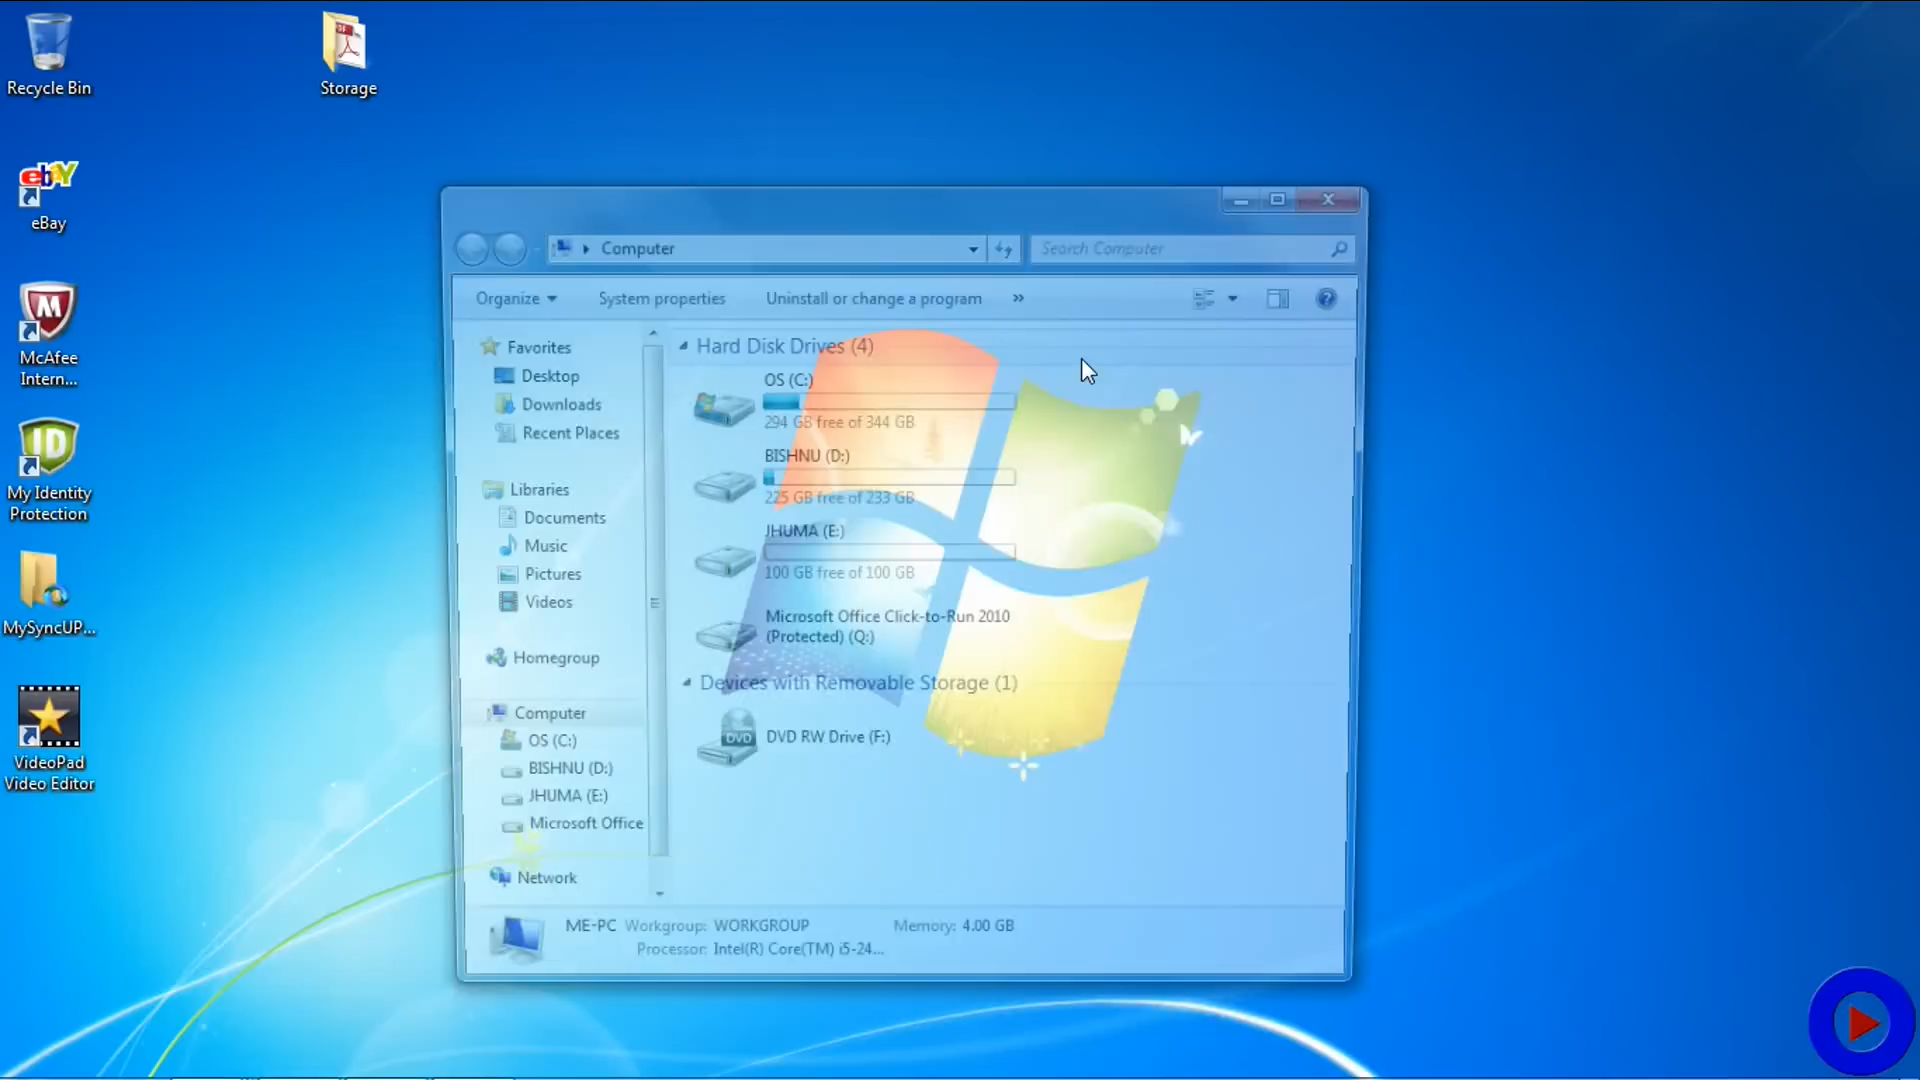 Recycle Bin
Storage
ebaY
eBay
McAfee
Intern...
ID
My Identity
Protection
MySyncUP...
VideoPad
Video Editor
Computer
Search Computer
Organize
System properties
Uninstall or change a program
»
Favorites
Desktop
Downloads
Recent Places
Libraries
Documents
Music
Pictures
Videos
Homegroup
Computer
OS (C:)
BISHNU (D:)
JHUMA (E:)
Microsoft Office
Network
Hard Disk Drives (4)
OS (C:)
294 GB free of 344 GB
BISHNU (D:)
225 GB free of 233 GB
JHUMA (E:)
100 GB free of 100 GB
Microsoft Office Click-to-Run 2010
(Protected) (Q:)
Devices with Removable Storage (1)
DVD
DVD RW Drive (F:)
ME-PC Workgroup: WORKGROUP Memory: 4.00 GB
Processor: Intel(R) Core(TM) i5-24...